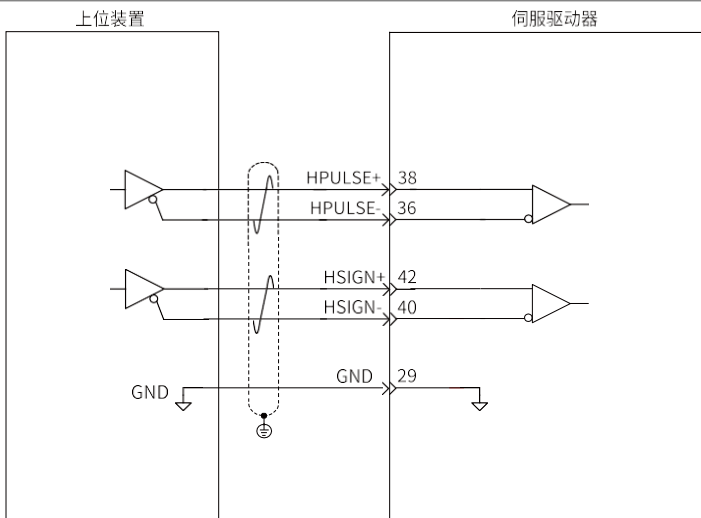 上位装置 伺服驱动器
HPULSE+ 38
HPULSE- 36
HSIGN+ 42
HSIGN- 40
GND GND 29